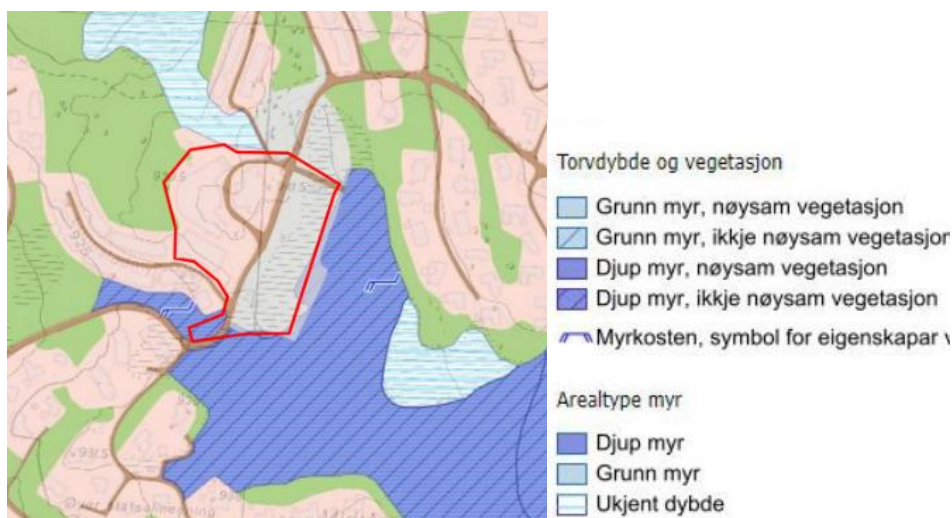 Torvdybde og vegetasjon
Grunn myr, nøysam vegetasjon
Grunn myr, ikkje nøysam vegetasjon
Djup myr, nøysam vegetasjon
Djup myr, ikkje nøysam vegetasjon
Myrkosten, symbol for eigenskapar v
Arealtype myr
Djup myr
Grunn myr
Ukjent dybde